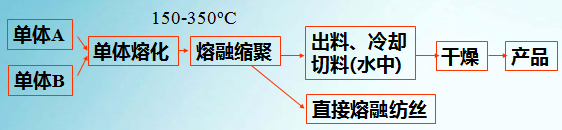 150-350ºC
单体A
单体B
单体熔化
熔融缩聚
出料、冷却
切料(水中)
干燥
产品
直接熔融纺丝